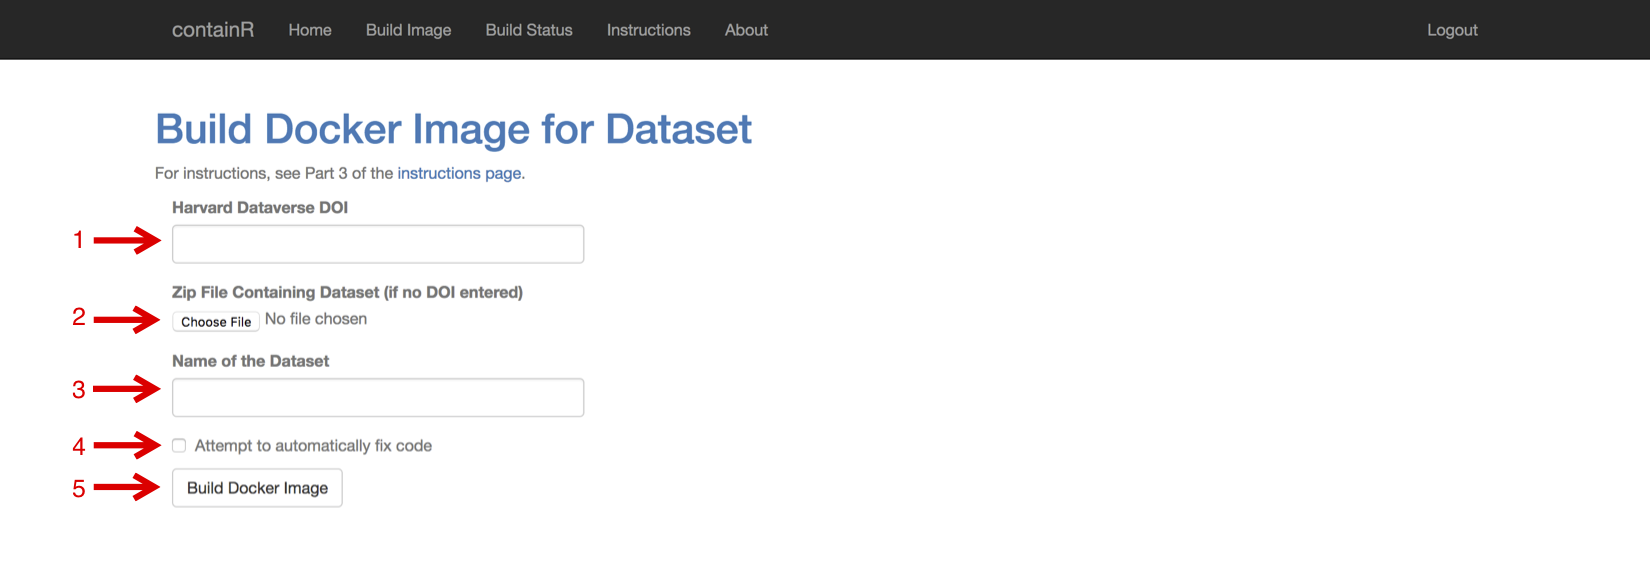 containR Home Build Image Build Status Instructions About Logout
Build Docker Image for Dataset
For instructions, see Part 3 of the instructions page.
Harvard Dataverse DOI
1
Zip File Containing Dataset (if no DOI entered)
2 Choose File No file chosen
Name of the Dataset
3
4 Attempt to automatically fix code
5 Build Docker Image